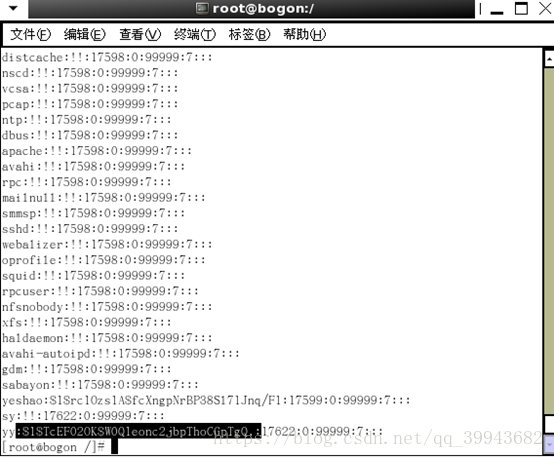 root@bogon:/
文件(F) 编辑(E) 查看(V) 终端(T) 标签(B) 帮助(H)
distcache:!!:17598:0:99999:7:::
nscd:!!:17598:0:99999:7:::
vcsa:!!:17598:0:99999:7:::
pcap:!!:17598:0:99999:7:::
ntp:!!:17598:0:99999:7:::
dbus:!!:17598:0:99999:7:::
apache:!!:17598:0:99999:7:::
avahi:!!:17598:0:99999:7:::
rpc:!!:17598:0:99999:7:::
mailnull:!!:17598:0:99999:7:::
smmsp:!!:17598:0:99999:7:::
sshd:!!:17598:0:99999:7:::
webalizer:!!:17598:0:99999:7:::
oprofile:!!:17598:0:99999:7:::
squid:!!:17598:0:99999:7:::
rpcuser:!!:17598:0:99999:7:::
nfsnobody:!!:17598:0:99999:7:::
xfs:!!:17598:0:99999:7:::
haldaemon:!!:17598:0:99999:7:::
avahi-autoipd:!!:17598:0:99999:7:::
gdm:!!:17598:0:99999:7:::
sabayon:!!:17598:0:99999:7:::
yeshao:$1$rclOzslASfcXngpNrBP38S17lJnq/F1:17599:0:99999:7:::
sy:!!:17622:0:99999:7:::
yy:17622:0:99999:7:::
[root@bogon /]#
https://blog.csdn.net/qq_39943682